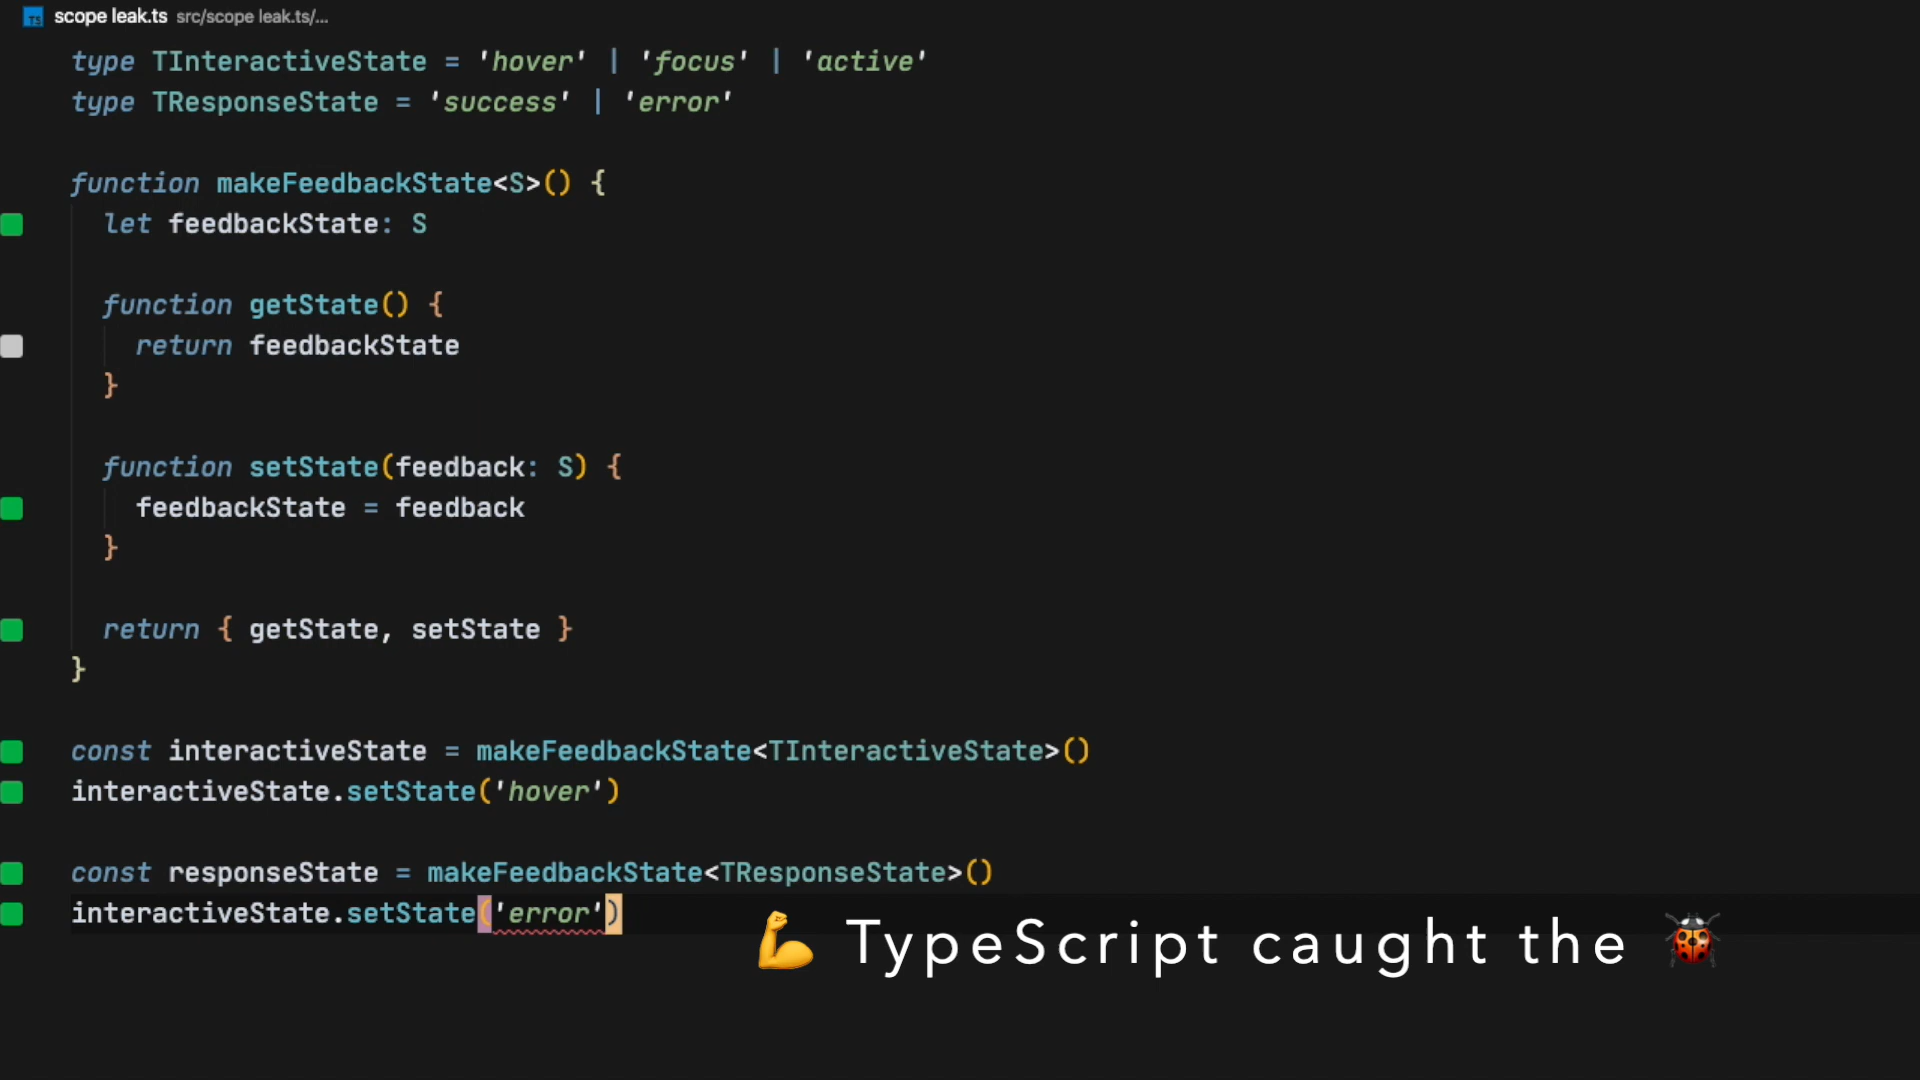 TS scope leak.ts src/scope leak.ts/...
type TInteractiveState = 'hover' | 'focus' | 'active'
type TResponseState = 'success' | 'error'
function makeFeedbackState<S>() {
let feedbackState: S
function getState() {
return feedbackState
}
function setState(feedback: S) {
feedbackState = feedback
}
return { getState, setState }
}
const interactiveState = makeFeedbackState<TInteractiveState>()
interactiveState.setState('hover')
const responseState = makeFeedbackState<TResponseState>()
interactiveState.setState('error')
💪 TypeScript caught the 🐞